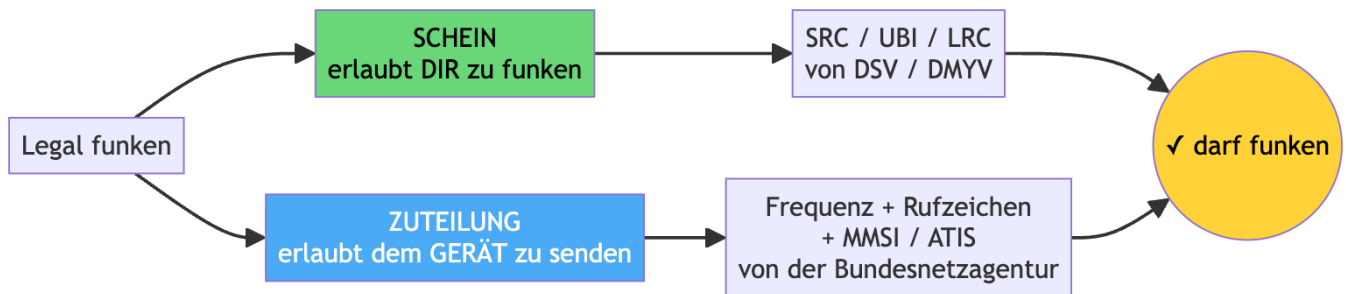 Legal funken
SCHEIN
erlaubt DIR zu funken
SRC / UBI / LRC
von DSV / DMYV
ZUTEILUNG
erlaubt dem GERÄT zu senden
Frequenz + Rufzeichen
+ MMSI / ATIS
von der Bundesnetzagentur
✓ darf funken